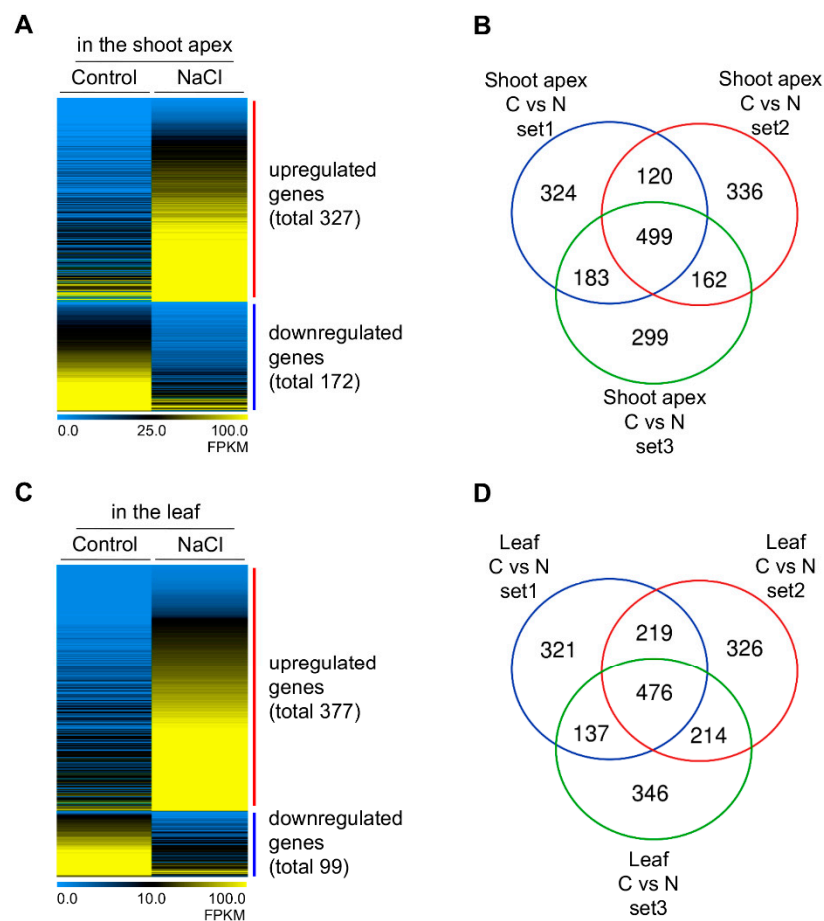 A
in the shoot apex
Control NaCl
upregulated
genes
(total 327)
downregulated
genes
(total 172)
0.0 25.0 100.0
FPKM
B
Shoot apex
C vs N
set1
Shoot apex
C vs N
set2
324
120
336
499
183
162
299
Shoot apex
C vs N
set3
C
in the leaf
Control NaCl
upregulated
genes
(total 377)
downregulated
genes
(total 99)
0.0 10.0 100.0
FPKM
D
Leaf
C vs N
set1
Leaf
C vs N
set2
321
219
326
476
137
214
346
Leaf
C vs N
set3